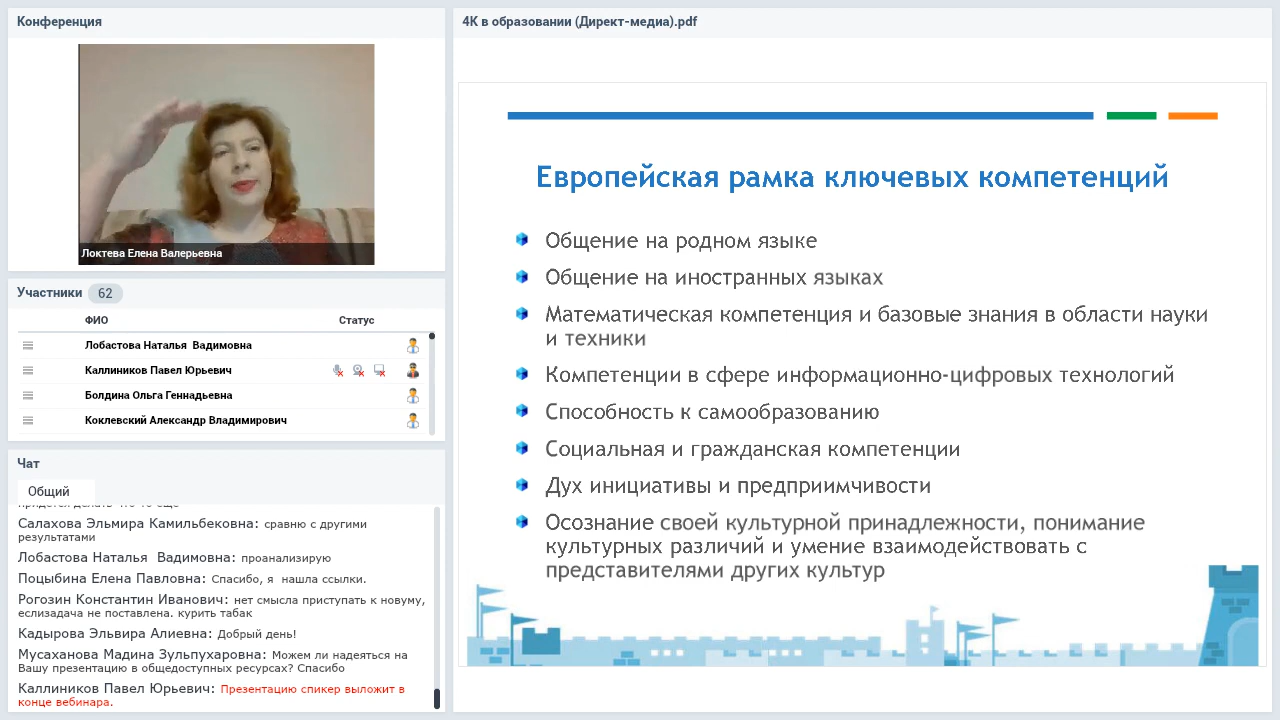 Конференция
Локтева Елена Валерьевна
Участники 62
ФИО Статус
Лобастова Наталья Вадимовна
Каллиников Павел Юрьевич
Болдина Ольга Геннадьевна
Коклевский Александр Владимирович
Чат
Общий
Салахова Эльмира Камильбековна: сравню с другими
результатами
Лобастова Наталья Вадимовна: проанализирую
Поцыбина Елена Павловна: Спасибо, я нашла ссылки.
Рогозин Константин Иванович: нет смысла приступать к новуму,
еслизадача не поставлена. курить табак
Кадырова Эльвира Алиевна: Добрый день!
Мусаханова Мадина Зульпухаровна: Можем ли надеяться на
Вашу презентацию в общедоступных ресурсах? Спасибо
Каллиников Павел Юрьевич: Презентацию спикер выложит в
конце вебинара.
4К в образовании (Директ-медиа).pdf
Европейская рамка ключевых компетенций
Общение на родном языке
Общение на иностранных языках
Математическая компетенция и базовые знания в области науки
и техники
Компетенции в сфере информационно-цифровых технологий
Способность к самообразованию
Социальная и гражданская компетенции
Дух инициативы и предприимчивости
Осознание своей культурной принадлежности, понимание
культурных различий и умение взаимодействовать с
представителями других культур